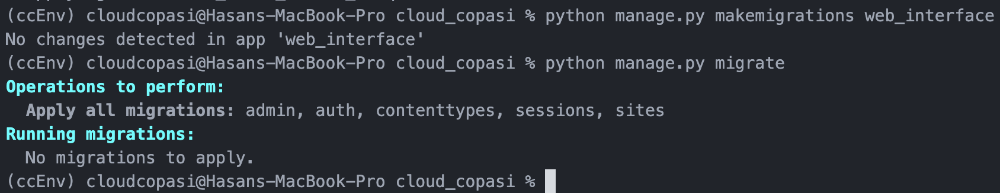 (ccEnv) cloudcopasi@Hasans-MacBook-Pro cloud_copasi % python manage.py makemigrations web_interface
No changes detected in app 'web_interface'
(ccEnv) cloudcopasi@Hasans-MacBook-Pro cloud_copasi % python manage.py migrate
Operations to perform:
  Apply all migrations: admin, auth, contenttypes, sessions, sites
Running migrations:
  No migrations to apply.
(ccEnv) cloudcopasi@Hasans-MacBook-Pro cloud_copasi %